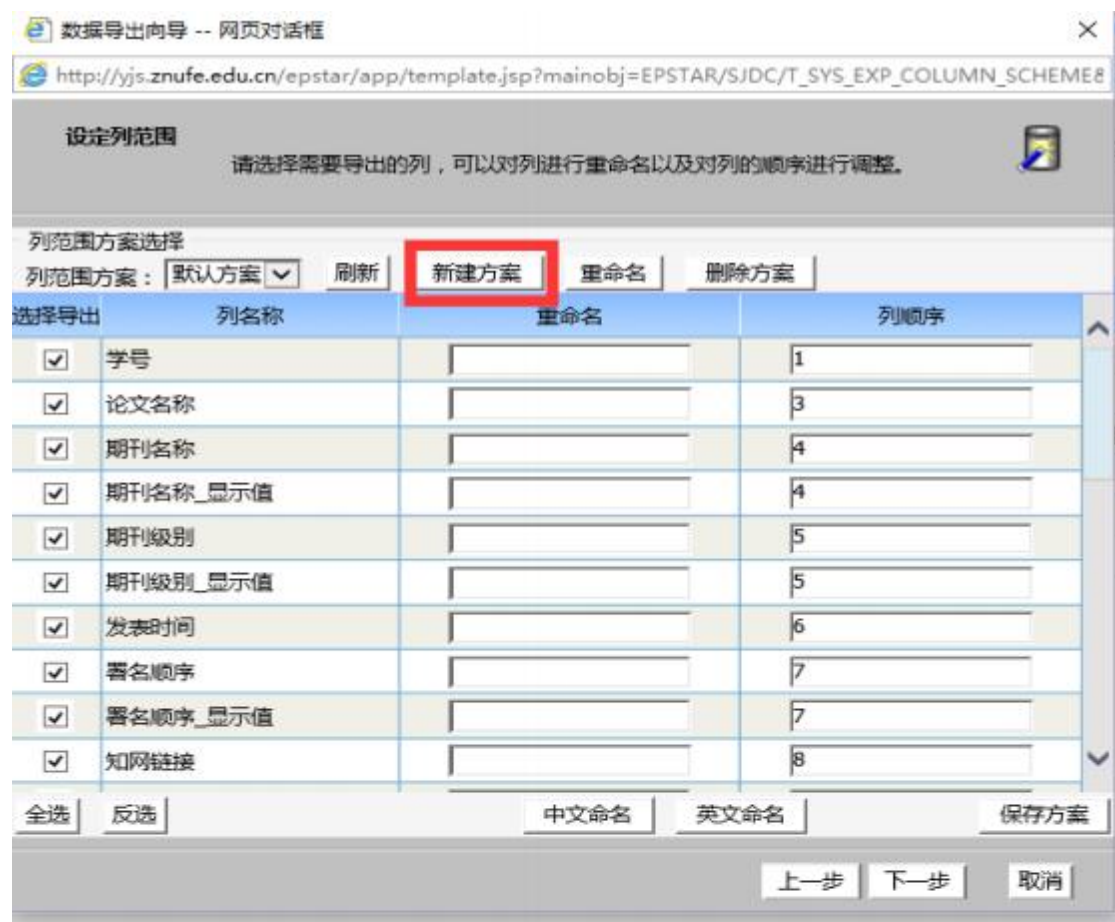 数据导出向导 -- 网页对话框
http://yjs.znufe.edu.cn/epstar/app/template.jsp?mainobj=EPSTAR/SJDC/T_SYS_EXP_COLUMN_SCHEME&
设定列范围
请选择需要导出的列，可以对列进行重命名以及对列的顺序进行调整。
列范围方案选择
列范围方案： 默认方案 刷新 新建方案 重命名 删除方案
选择导出 列名称 重命名 列顺序
学号 1
论文名称 3
期刊名称 4
期刊名称_显示值 4
期刊级别 5
期刊级别_显示值 5
发表时间 6
署名顺序 7
署名顺序_显示值 7
知网链接 8
全选 反选 中文命名 英文命名 保存方案
上一步 下一步 取消